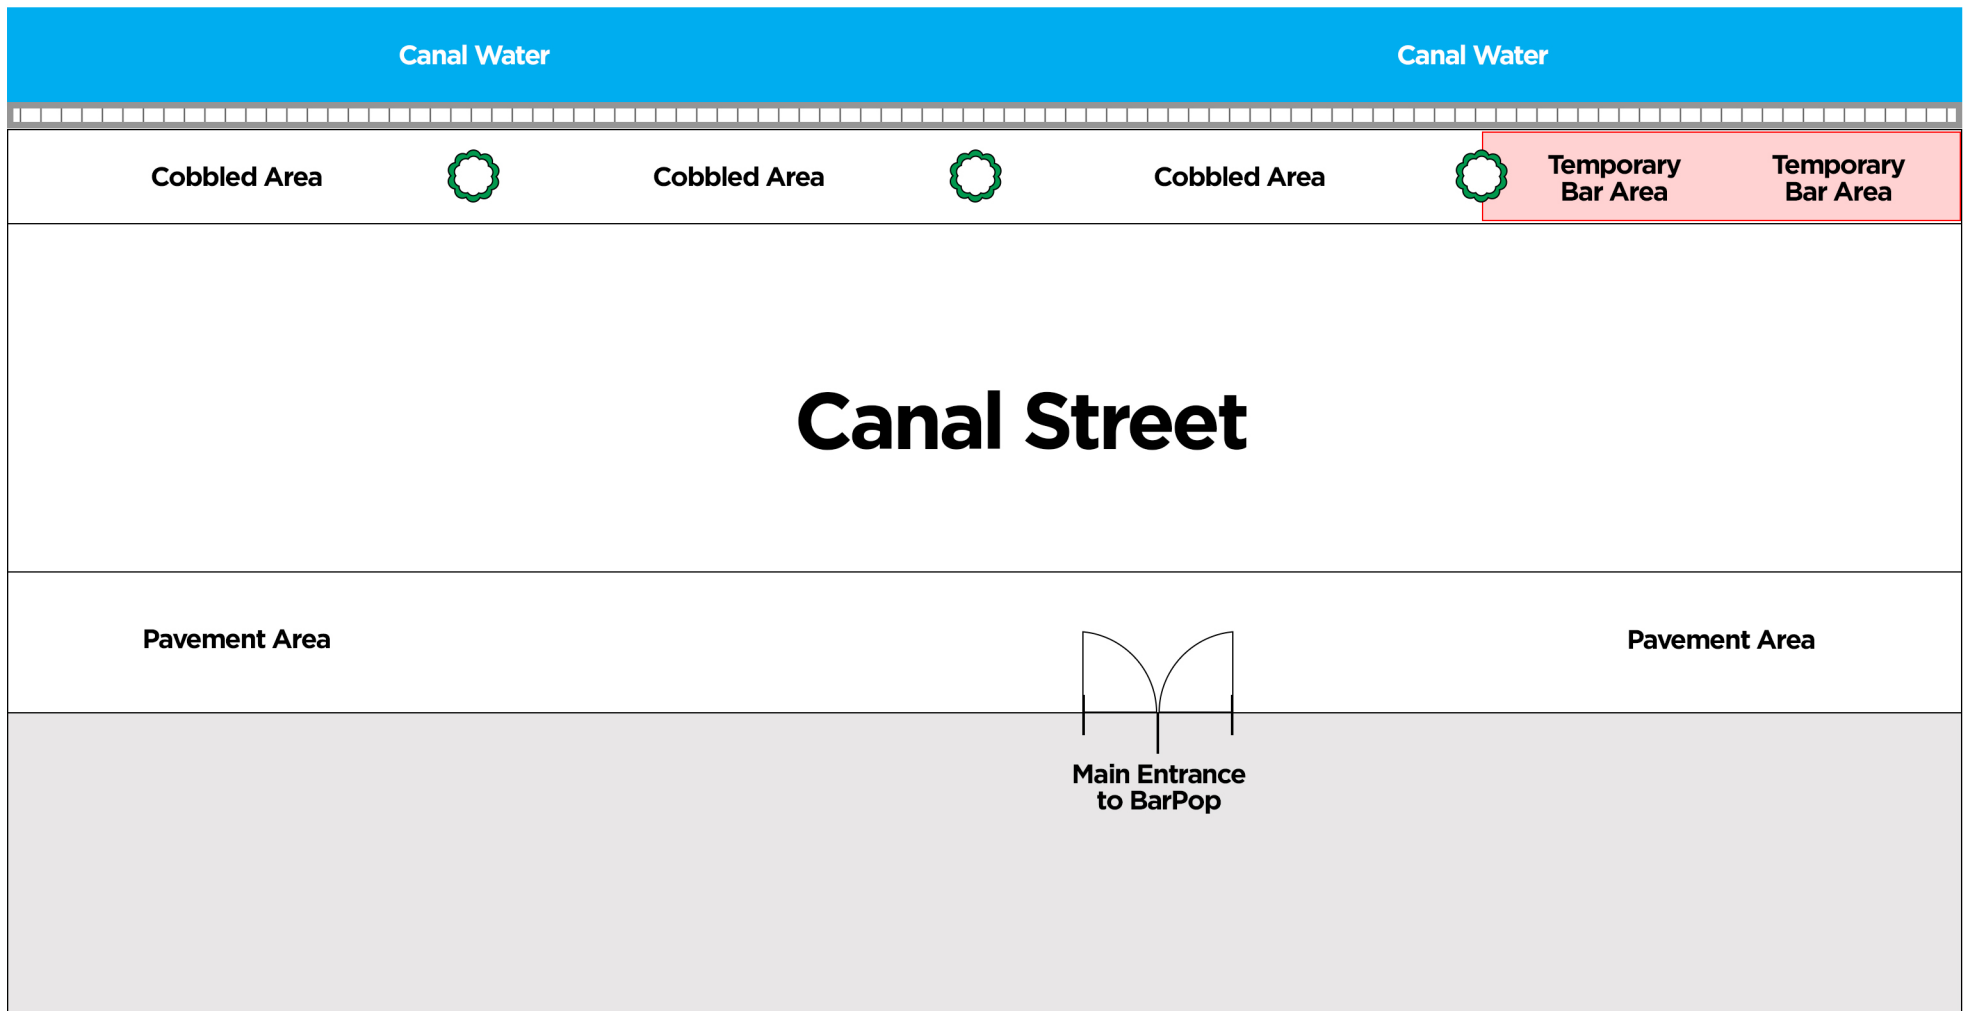 Canal Water
Canal Water
Cobbled Area
Cobbled Area
Cobbled Area
Temporary
Bar Area
Temporary
Bar Area
Canal Street
Pavement Area
Pavement Area
Main Entrance
to BarPop